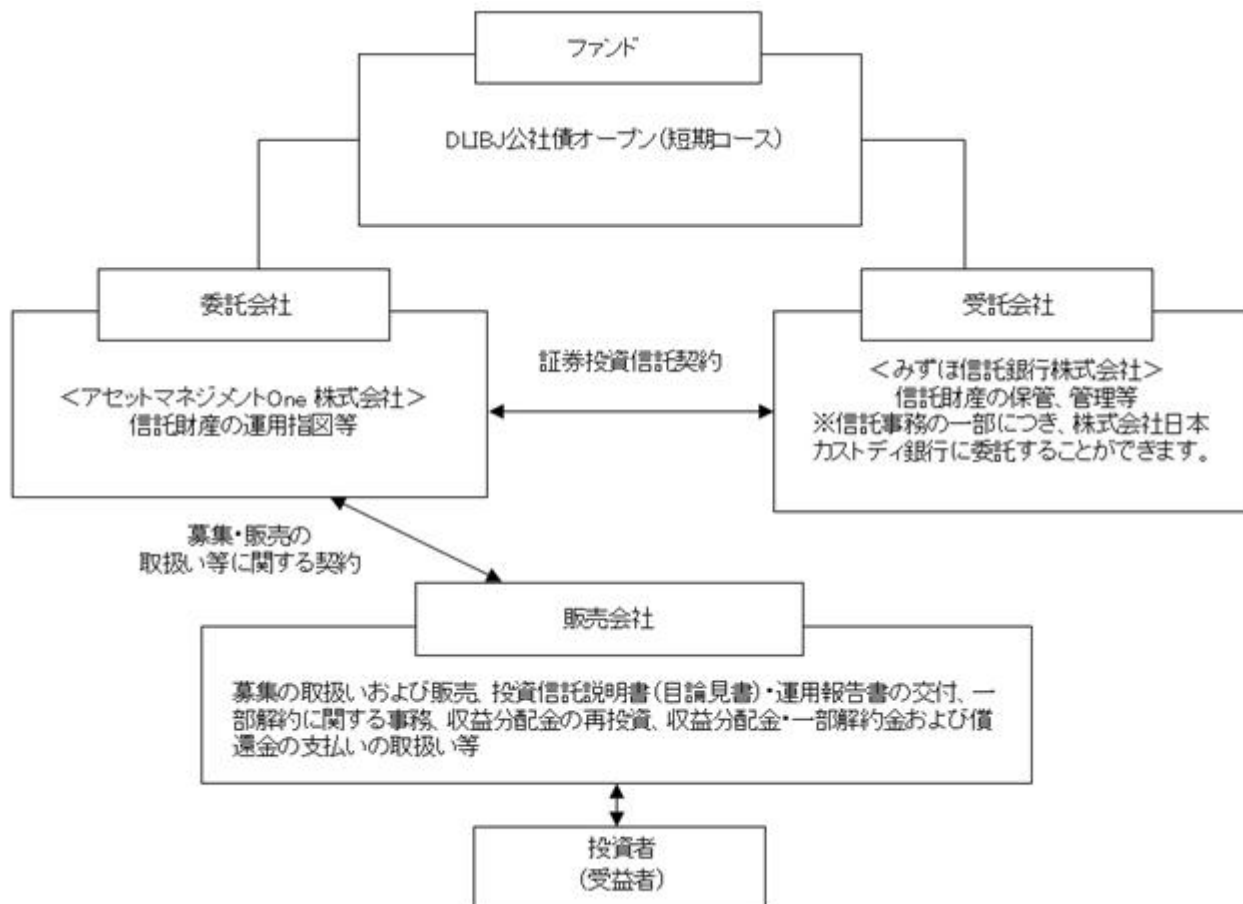 ファンド
DLIBJ公社債オープン(短期コース)
委託会社
<アセットマネジメントOne 株式会社>
信託財産の運用指図等
証券投資信託契約
受託会社
<みずほ信託銀行株式会社>
信託財産の保管、管理等
※信託事務の一部につき、株式会社日本
カストディ銀行に委託することができます。
募集・販売の
取扱い等に関する契約
販売会社
募集の取扱いおよび販売、投資信託説明書(目論見書)・運用報告書の交付、一
部解約に関する事務、収益分配金の再投資、収益分配金・一部解約金および償
還金の支払いの取扱い等
投資者
(受益者)